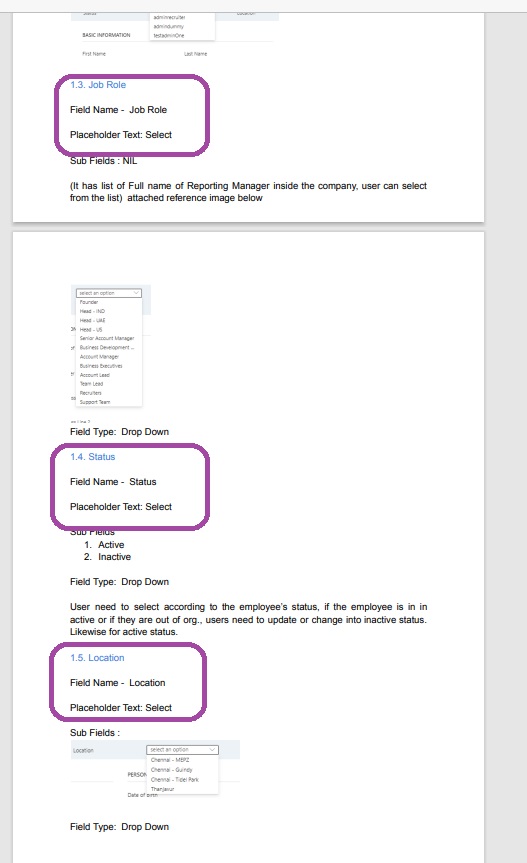 Status
Location
adminrecruiter
admindummy
testadminOne
BASIC INFORMATION
First Name Last Name
1.3. Job Role
Field Name - Job Role
Placeholder Text: Select
Sub Fields : NIL
(It has list of Full name of Reporting Manager inside the company, user can select
from the list) attached reference image below
select an option
Founder
Head - IND
Head - UAE
Head - US
Senior Account Manager
Business Development ...
Account Manager
Business Executives
Account Lead
Team Lead
Recruiters
Support Team
Field Type: Drop Down
1.4. Status
Field Name - Status
Placeholder Text: Select
Sub Fields
1. Active
2. Inactive
Field Type: Drop Down
User need to select according to the employee's status, if the employee is in in
active or if they are out of org., users need to update or change into inactive status.
Likewise for active status.
1.5. Location
Field Name - Location
Placeholder Text: Select
Sub Fields :
Location select an option
Chennai - MEPZ
Chennai - Guindy
Chennai - Tidel Park
Thanjavur
PERSON
Date of Birth
Field Type: Drop Down